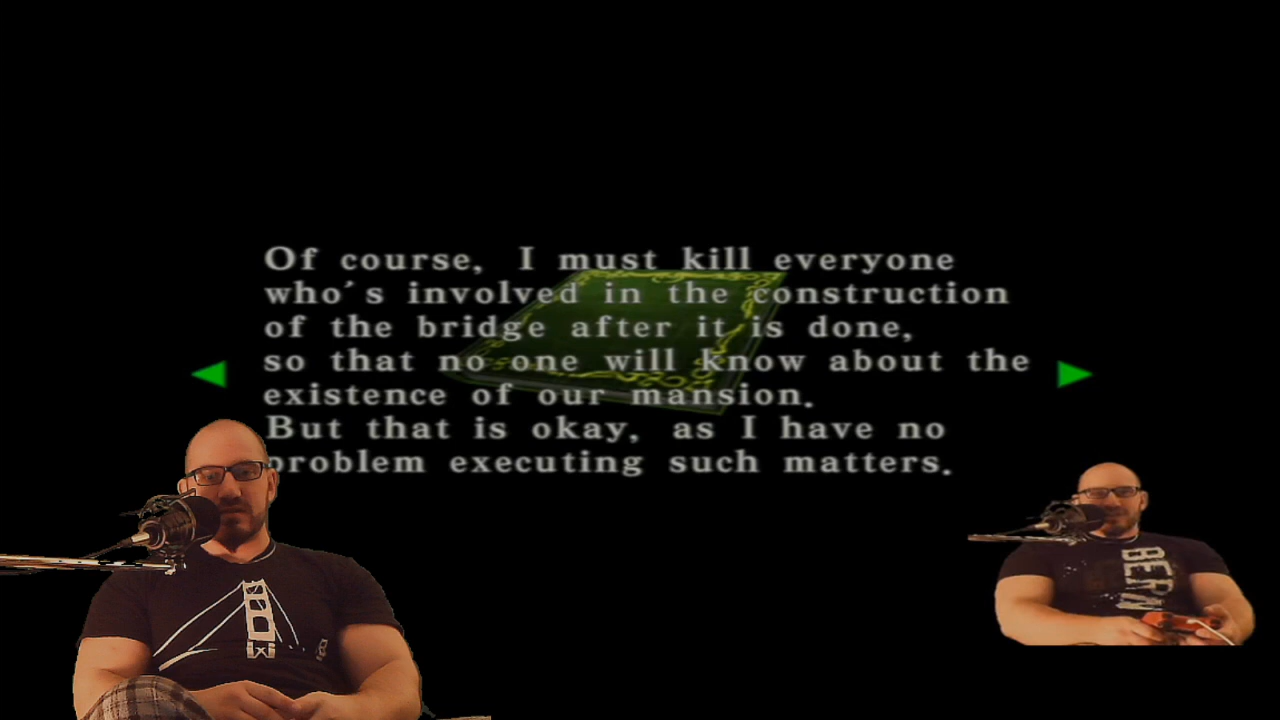 Of course, I must kill everyone
who´s involved in the construction
of the bridge after it is done,
so that no one will know about the
existence of our mansion.
But that is okay, as I have no
problem executing such matters.
BERN